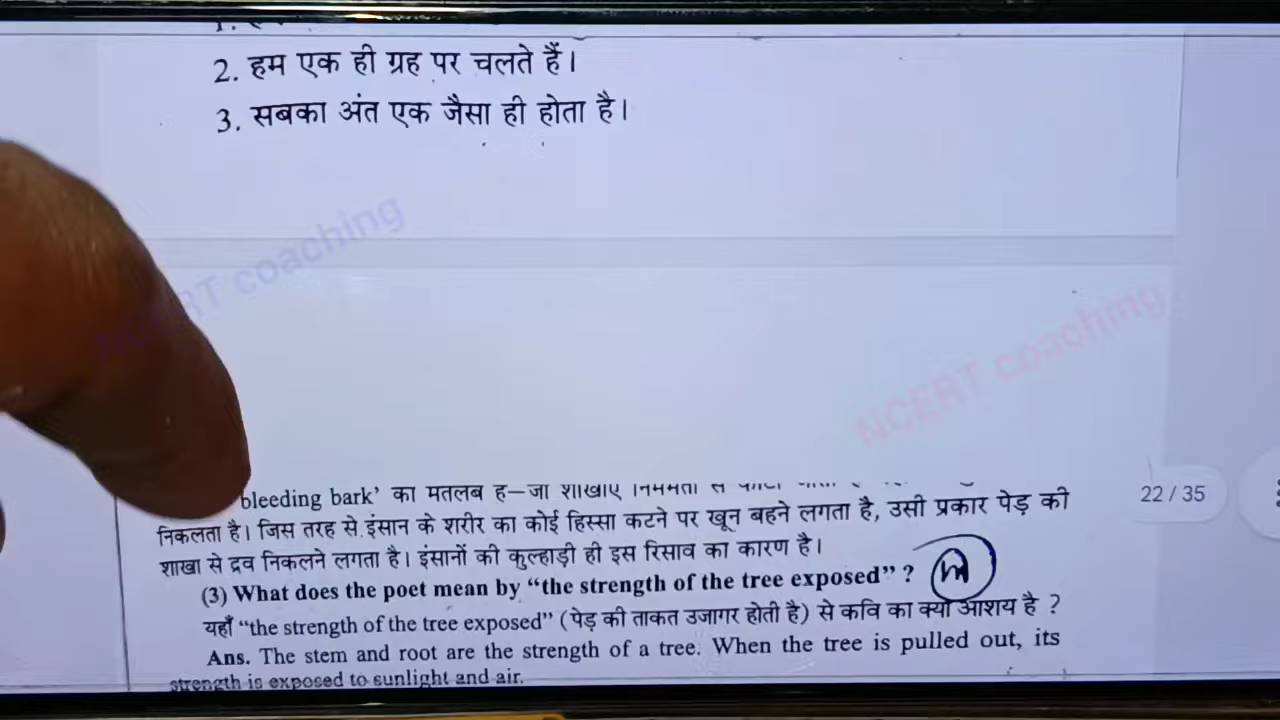 2. हम एक ही ग्रह पर चलते हैं।
3. सबका अंत एक जैसा ही होता है।
NCERT coaching
NCERT coaching
bleeding bark’ का मतलब है—जो शाखाएँ निर्ममता से
22 / 35
निकलता है। जिस तरह से इंसान के शरीर का कोई हिस्सा कटने पर खून बहने लगता है, उसी प्रकार पेड़ की
शाखा से द्रव निकलने लगता है। इंसानों की कुल्हाड़ी ही इस रिसाव का कारण है।
(3) What does the poet mean by “the strength of the tree exposed” ?
यहाँ “the strength of the tree exposed” (पेड़ की ताकत उजागर होती है) से कवि का क्या आशय है ?
Ans. The stem and root are the strength of a tree. When the tree is pulled out, its
strength is exposed to sunlight and air.